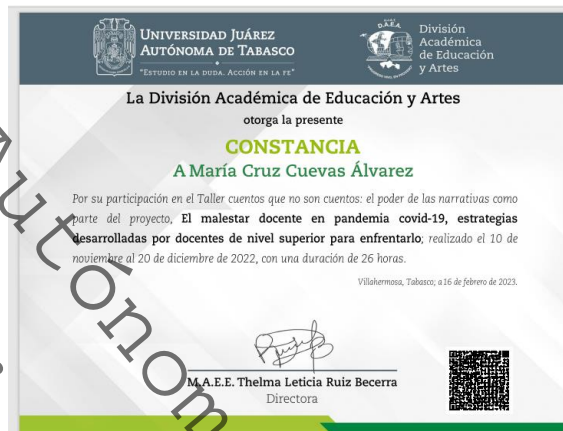 UNIVERSIDAD JUÁREZ
AUTÓNOMA DE TABASCO
"ESTUDIO EN LA DUDA. ACCIÓN EN LA FE"
D.A.E.A.
División
Académica
de Educación
y Artes
La División Académica de Educación y Artes
otorga la presente
CONSTANCIA
A María Cruz Cuevas Álvarez
Por su participación en el Taller cuentos que no son cuentos: el poder de las narrativas como
parte del proyecto, El malestar docente en pandemia covid-19, estrategias
desarrolladas por docentes de nivel superior para enfrentarlo; realizado el 10 de
noviembre al 20 de diciembre de 2022, con una duración de 26 horas.
Villahermosa, Tabasco; a 16 de febrero de 2023.
M.A.E.E. Thelma Leticia Ruiz Becerra
Directora
Autónom